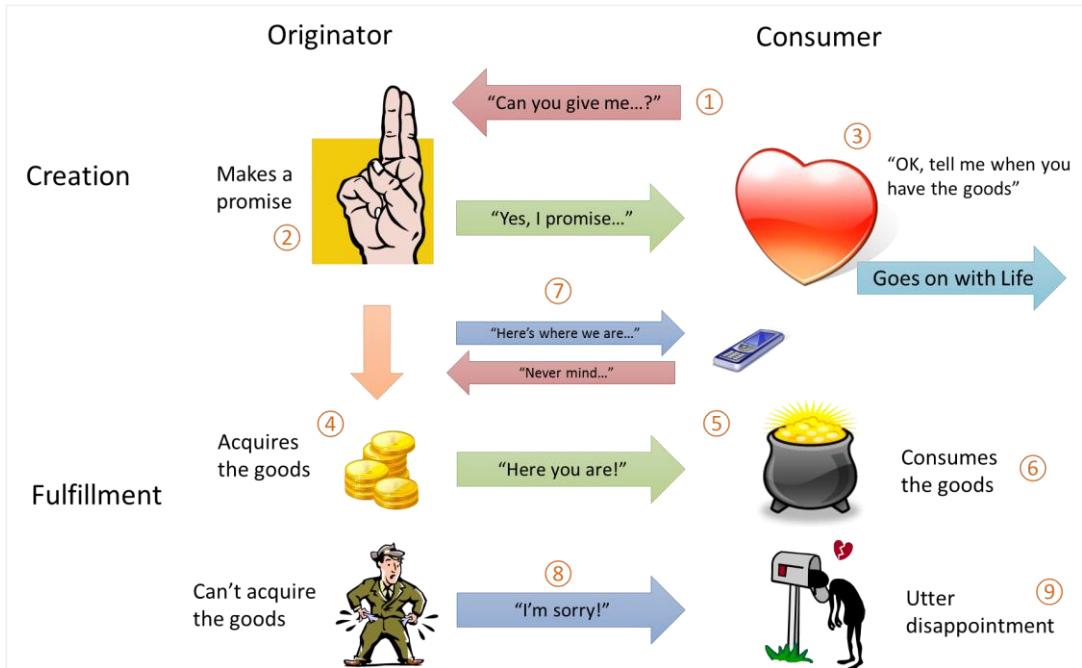 Originator
Consumer
“Can you give me…?”
①
③
Creation
Makes a
promise
②
“Yes, I promise…”
“OK, tell me when you
have the goods”
Goes on with Life
⑦
“Here’s where we are…”
“Never mind…”
④
Acquires
the goods
“Here you are!”
⑤
Consumes
the goods
⑥
Fulfillment
Can’t acquire
the goods
⑧
“I’m sorry!”
Utter
disappointment
⑨